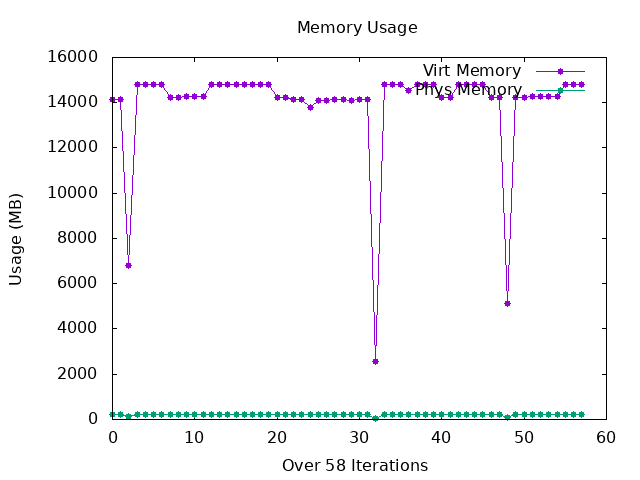 Memory Usage
Virt Memory
Phys Memory
16000
14000
12000
10000
8000
6000
4000
2000
0
Usage (MB)
0 10 20 30 40 50 60
Over 58 Iterations